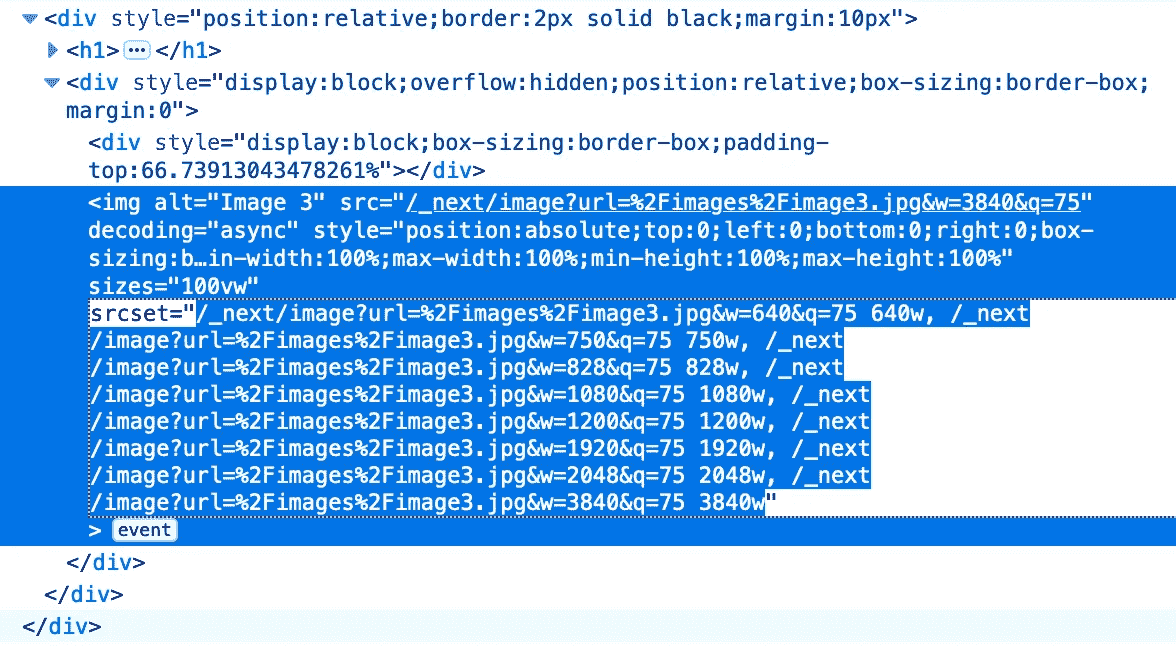 <div style="position:relative;border:2px solid black;margin:10px">
<h1>…</h1>
<div style="display:block;overflow:hidden;position:relative;box-sizing:border-box;
margin:0">
<div style="display:block;box-sizing:border-box;padding-
top:66.73913043478261%"></div>
<img alt="Image 3" src="/_next/image?url=%2Fimages%2Fimage3.jpg&w=3840&q=75"
decoding="async" style="position:absolute;top:0;left:0;bottom:0;right:0;box-
sizing:b…in-width:100%;max-width:100%;min-height:100%;max-height:100%"
sizes="100vw"
srcset="/_next/image?url=%2Fimages%2Fimage3.jpg&w=640&q=75 640w, /_next
/image?url=%2Fimages%2Fimage3.jpg&w=750&q=75 750w, /_next
/image?url=%2Fimages%2Fimage3.jpg&w=828&q=75 828w, /_next
/image?url=%2Fimages%2Fimage3.jpg&w=1080&q=75 1080w, /_next
/image?url=%2Fimages%2Fimage3.jpg&w=1200&q=75 1200w, /_next
/image?url=%2Fimages%2Fimage3.jpg&w=1920&q=75 1920w, /_next
/image?url=%2Fimages%2Fimage3.jpg&w=2048&q=75 2048w, /_next
/image?url=%2Fimages%2Fimage3.jpg&w=3840&q=75 3840w"
> event
</div>
</div>
</div>